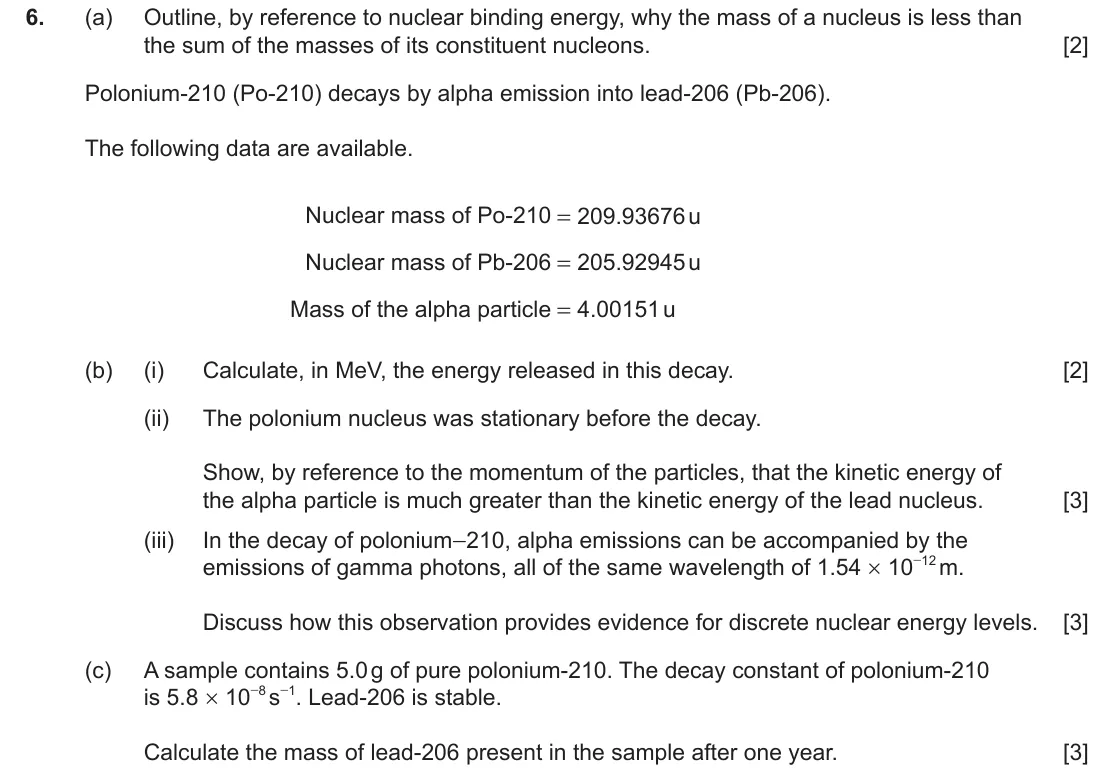 6. (a) Outline, by reference to nuclear binding energy, why the mass of a nucleus is less than
the sum of the masses of its constituent nucleons. [2]
Polonium-210 (Po-210) decays by alpha emission into lead-206 (Pb-206).
The following data are available.
Nuclear mass of Po-210 = 209.93676 u
Nuclear mass of Pb-206 = 205.92945 u
Mass of the alpha particle = 4.00151 u
(b) (i) Calculate, in MeV, the energy released in this decay. [2]
(ii) The polonium nucleus was stationary before the decay.
Show, by reference to the momentum of the particles, that the kinetic energy of
the alpha particle is much greater than the kinetic energy of the lead nucleus. [3]
(iii) In the decay of polonium–210, alpha emissions can be accompanied by the
emissions of gamma photons, all of the same wavelength of 1.54 × 10⁻¹² m.
Discuss how this observation provides evidence for discrete nuclear energy levels. [3]
(c) A sample contains 5.0 g of pure polonium-210. The decay constant of polonium-210
is 5.8 × 10⁻⁸ s⁻¹. Lead-206 is stable.
Calculate the mass of lead-206 present in the sample after one year. [3]